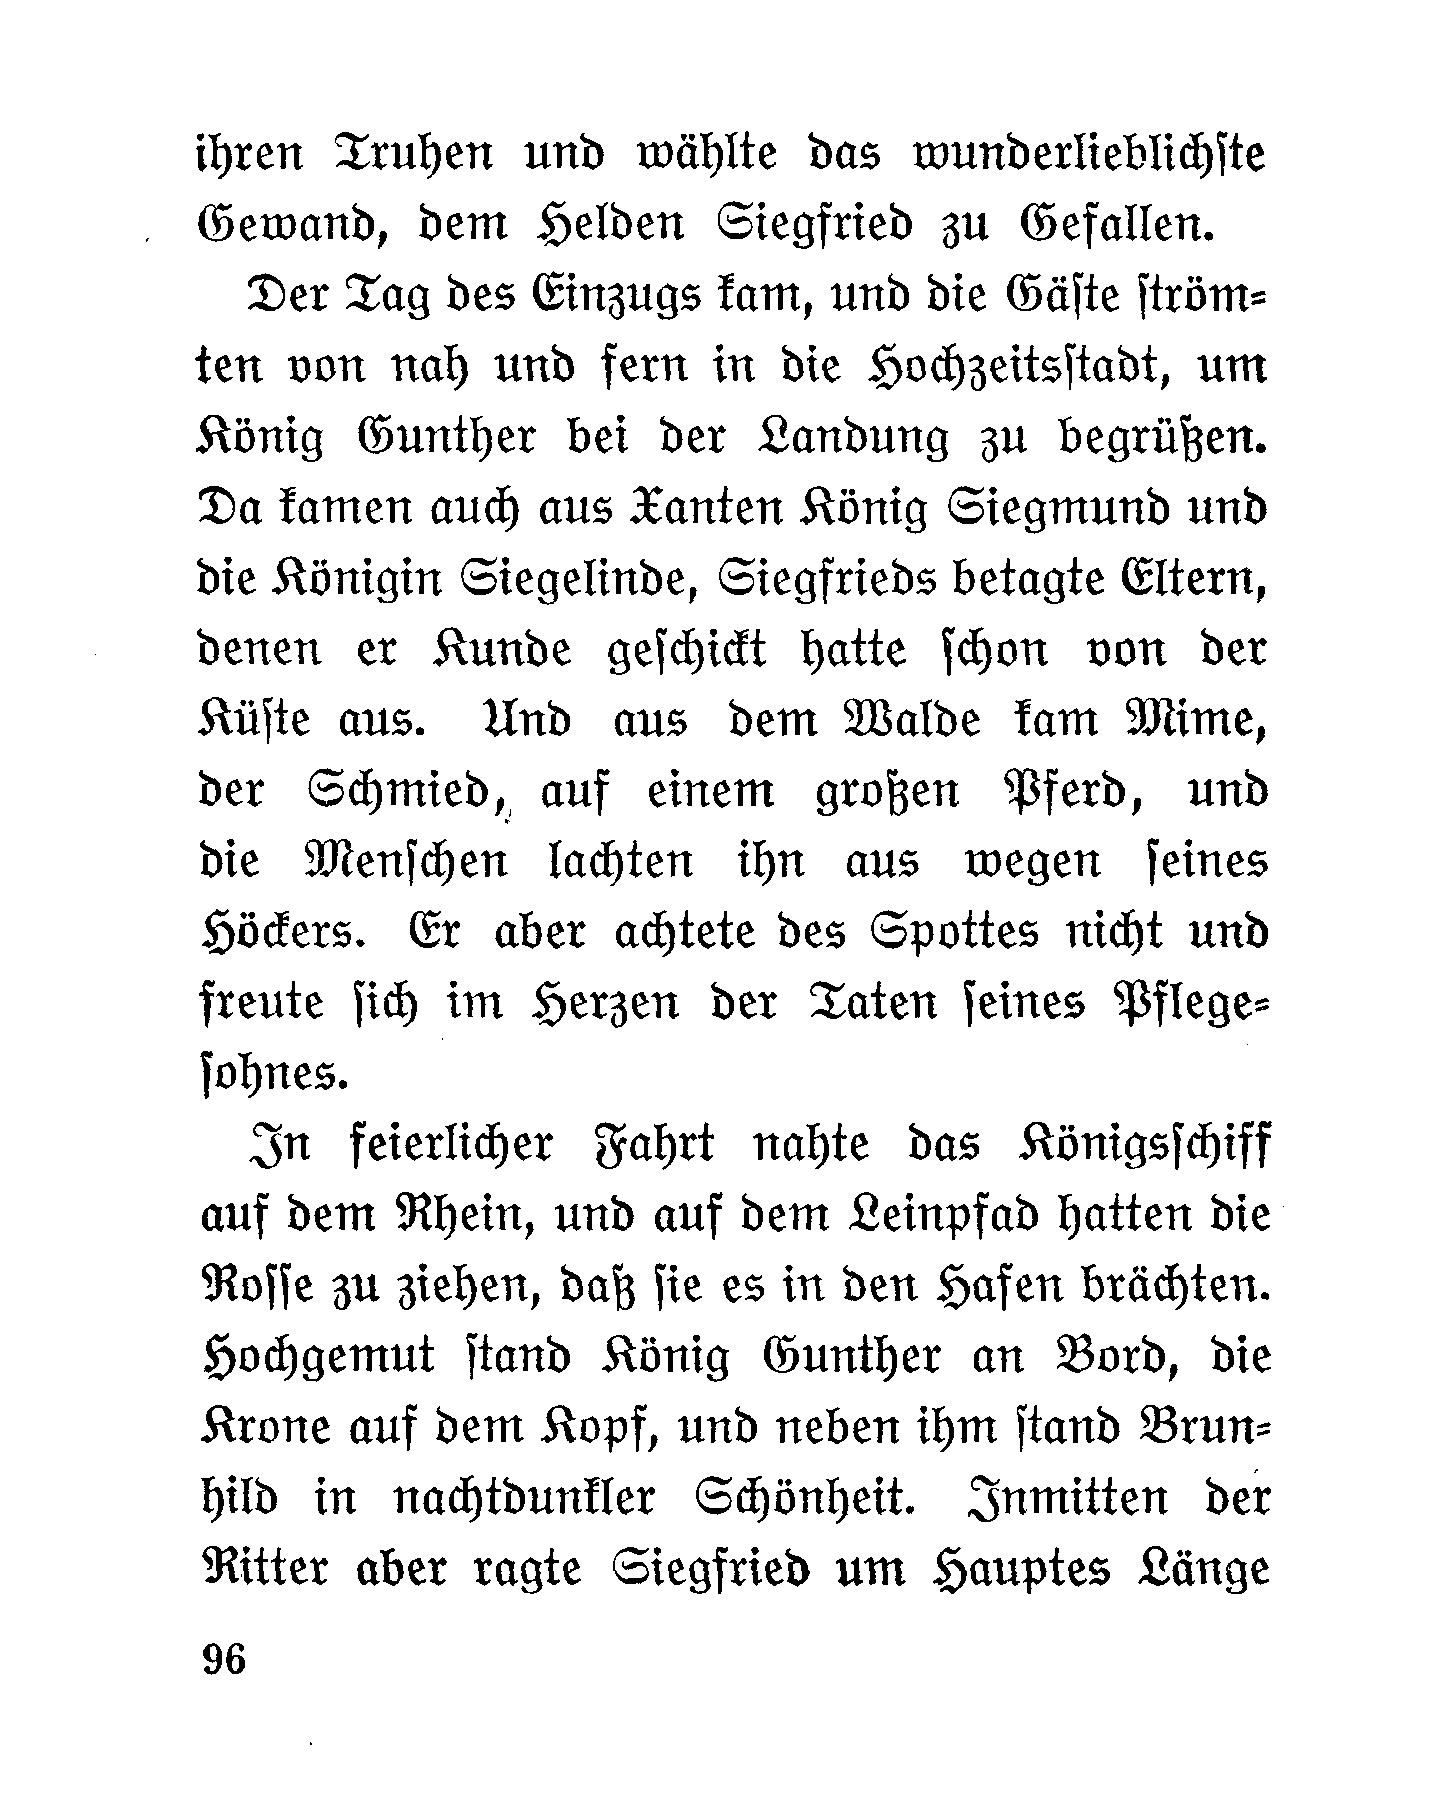 ihren Truhen und wählte das wunderlieblichſte
Gewand, dem Helden Siegfried zu Gefallen.
Der Tag des Einzugs kam, und die Gäſte ſtröm=
ten von nah und fern in die Hochzeitsſtadt, um
König Gunther bei der Landung zu begrüßen.
Da kamen auch aus Xanten König Siegmund und
die Königin Siegelinde, Siegfrieds betagte Eltern,
denen er Kunde geſchickt hatte ſchon von der
Küſte aus. Und aus dem Walde kam Mime,
der Schmied, auf einem großen Pferd, und
die Menſchen lachten ihn aus wegen ſeines
Höckers. Er aber achtete des Spottes nicht und
freute ſich im Herzen der Taten ſeines Pflege=
ſohnes.
In feierlicher Fahrt nahte das Königsſchiff
auf dem Rhein, und auf dem Leinpfad hatten die
Roſſe zu ziehen, daß ſie es in den Hafen brächten.
Hochgemut ſtand König Gunther an Bord, die
Krone auf dem Kopf, und neben ihm ſtand Brun=
hild in nachtdunkler Schönheit. Inmitten der
Ritter aber ragte Siegfried um Hauptes Länge
96